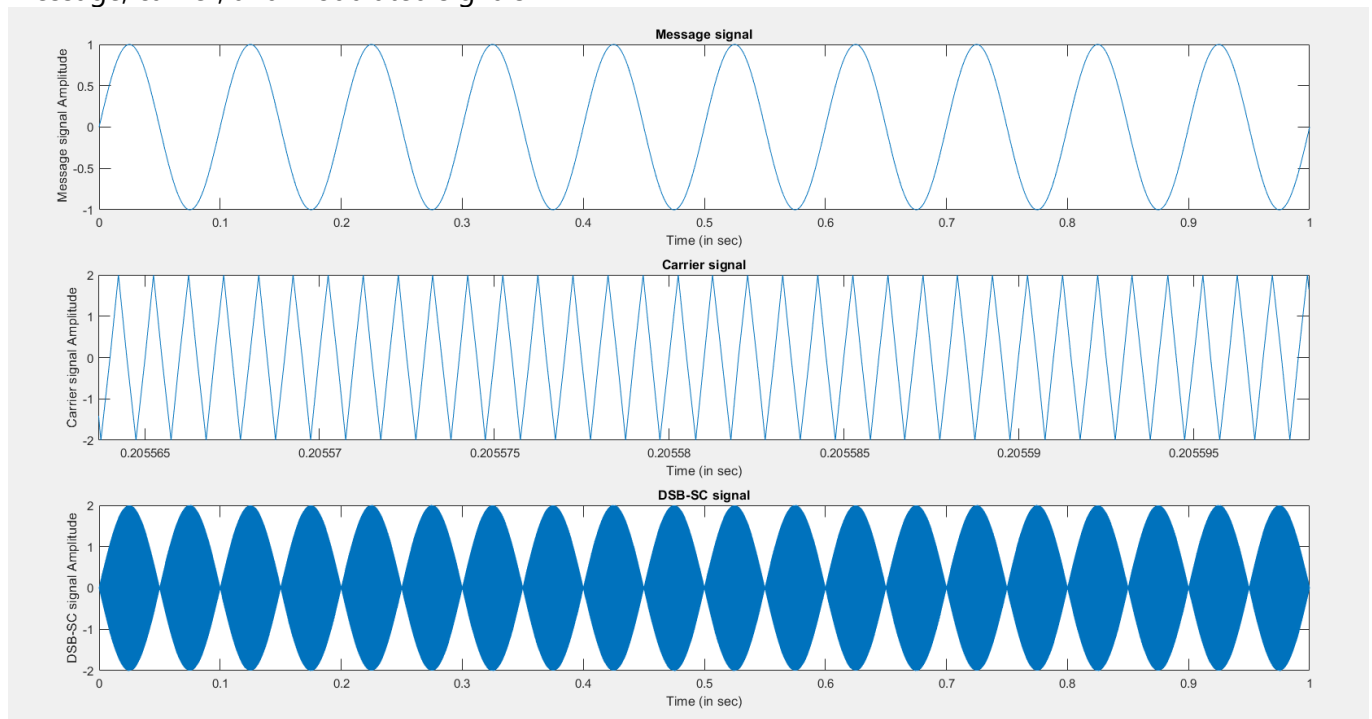 Message signal
Message signal Amplitude
1
0.5
0
-0.5
-1
0 0.1 0.2 0.3 0.4 0.5 0.6 0.7 0.8 0.9 1
Time (in sec)
Carrier signal
Carrier signal Amplitude
2
1
0
-1
-2
0.205565 0.20557 0.205575 0.20558 0.205585 0.20559 0.205595
Time (in sec)
DSB-SC signal
DSB-SC signal Amplitude
2
1
0
-1
-2
0 0.1 0.2 0.3 0.4 0.5 0.6 0.7 0.8 0.9 1
Time (in sec)